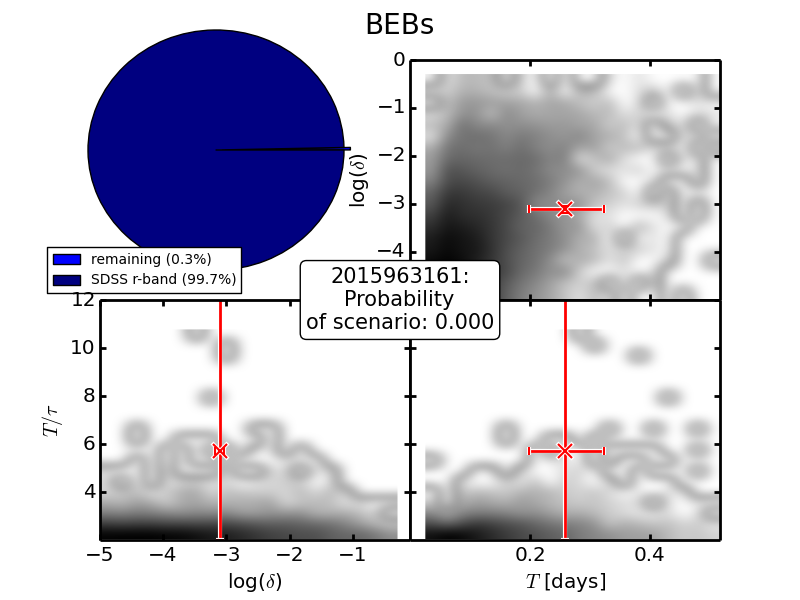 BEBs
remaining (0.3%)
SDSS r-band (99.7%)
log(δ)
0
−1
−2
−3
−4
2015963161:
Probability
of scenario: 0.000
T/τ
12
10
8
6
4
−5
−4
−3
−2
−1
log(δ)
0.2
0.4
T [days]